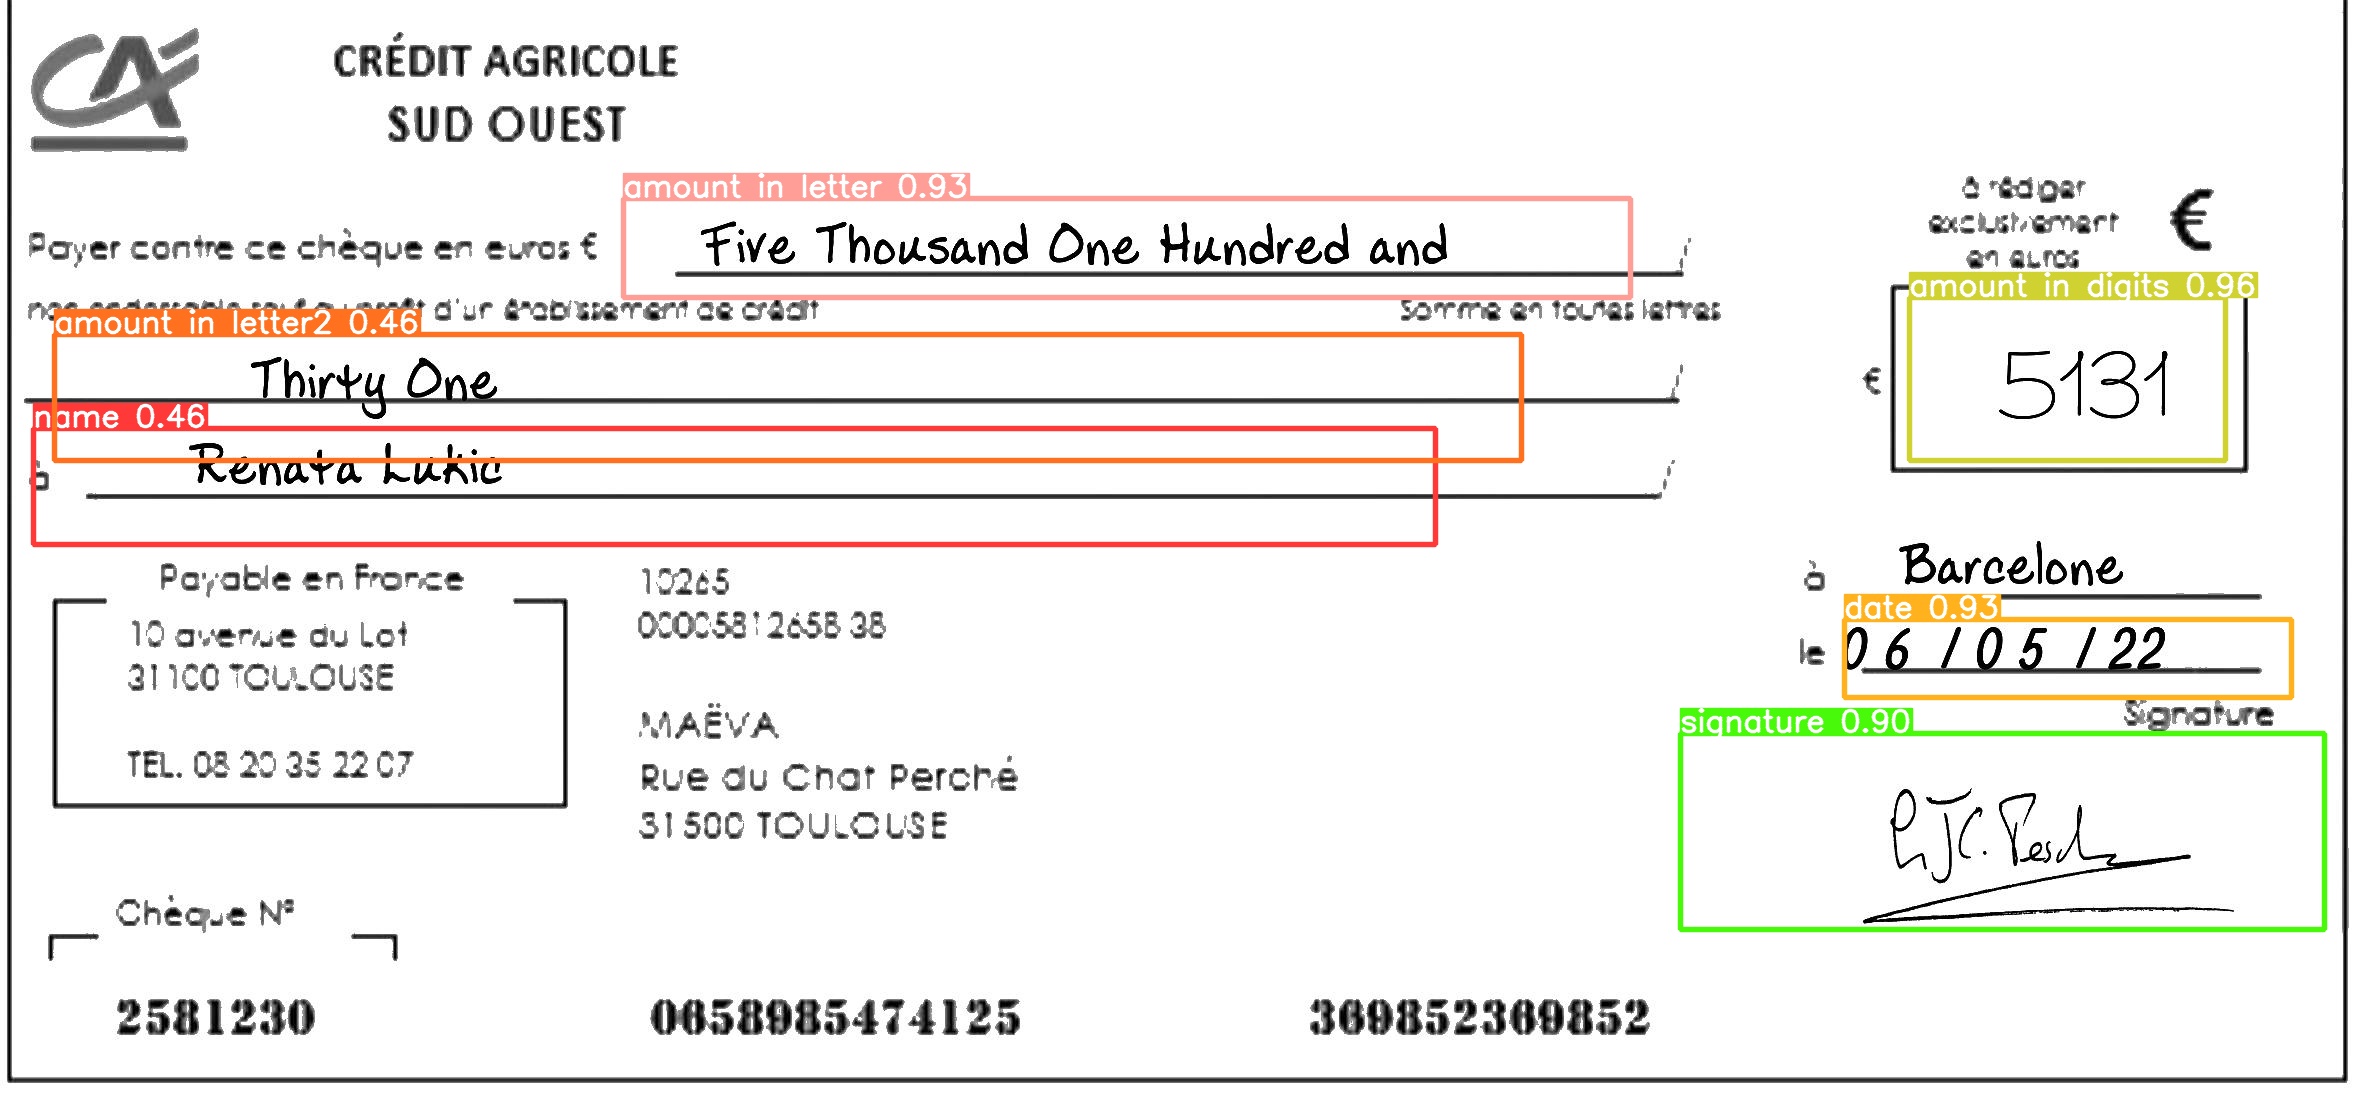 CA
CRÉDIT AGRICOLE
SUD OUEST
amount in letter 0.93
à rédiger
exclusivement
en euros
€
Payer contre ce chèque en euros € Five Thousand One Hundred and
non endossable sauf au profit d'un établissement de crédit
Somme en toutes lettres
amount in digits 0.96
amount in letter2 0.46
Thirty One
€ 5131
name 0.46
à Renata Lukic
à Barcelone
Payable en France
10 avenue du Lot
31100 TOULOUSE
TEL. 08 20 35 22 07
10265
00005812658 38
MAËVA
Rue du Chat Perché
31500 TOULOUSE
date 0.93
le 06/05/22
Signature
signature 0.90
Chèque N°
2581230 0658985474125 369852369852